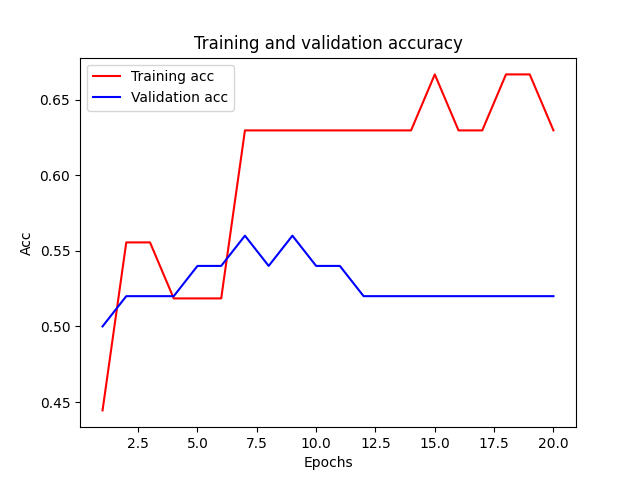 Training and validation accuracy
Training acc
Validation acc
0.65
0.60
0.55
0.50
0.45
Acc
2.5 5.0 7.5 10.0 12.5 15.0 17.5 20.0
Epochs